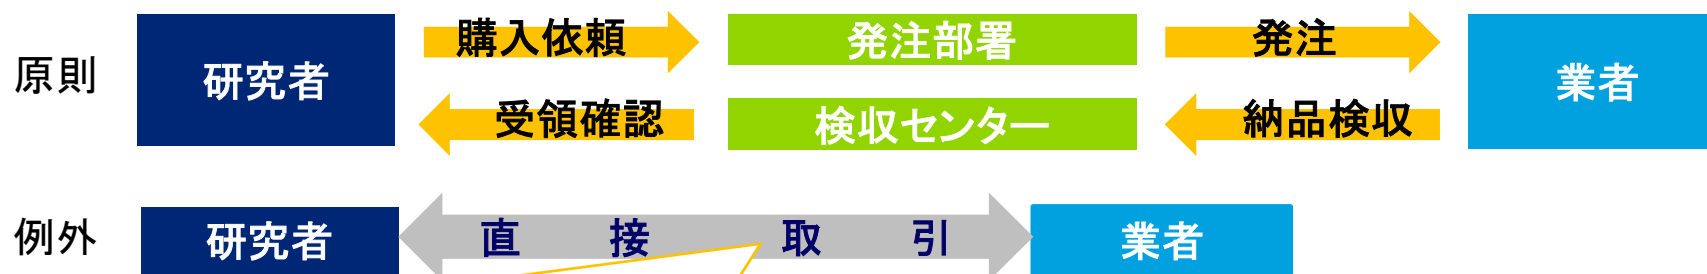 購入依頼 発注部署 発注
原則 研究者 業者
受領確認 検収センター 納品検収
例外 研究者 直接取引 業者